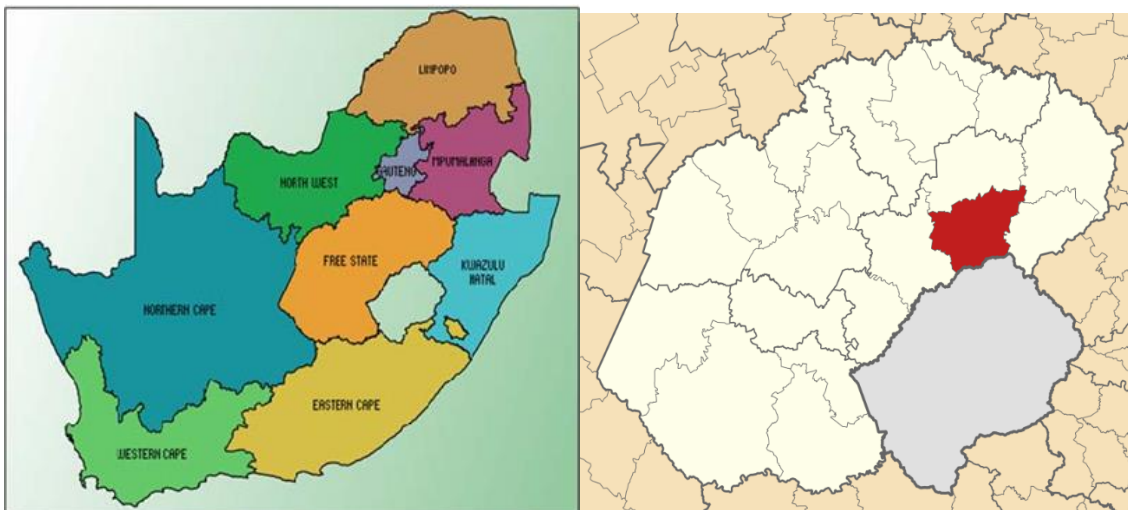 LIMPOPO
MPUMALANGA
GAUTENG
NORTH WEST
FREE STATE
KWAZULU
NATAL
NORTHERN CAPE
EASTERN CAPE
WESTERN CAPE